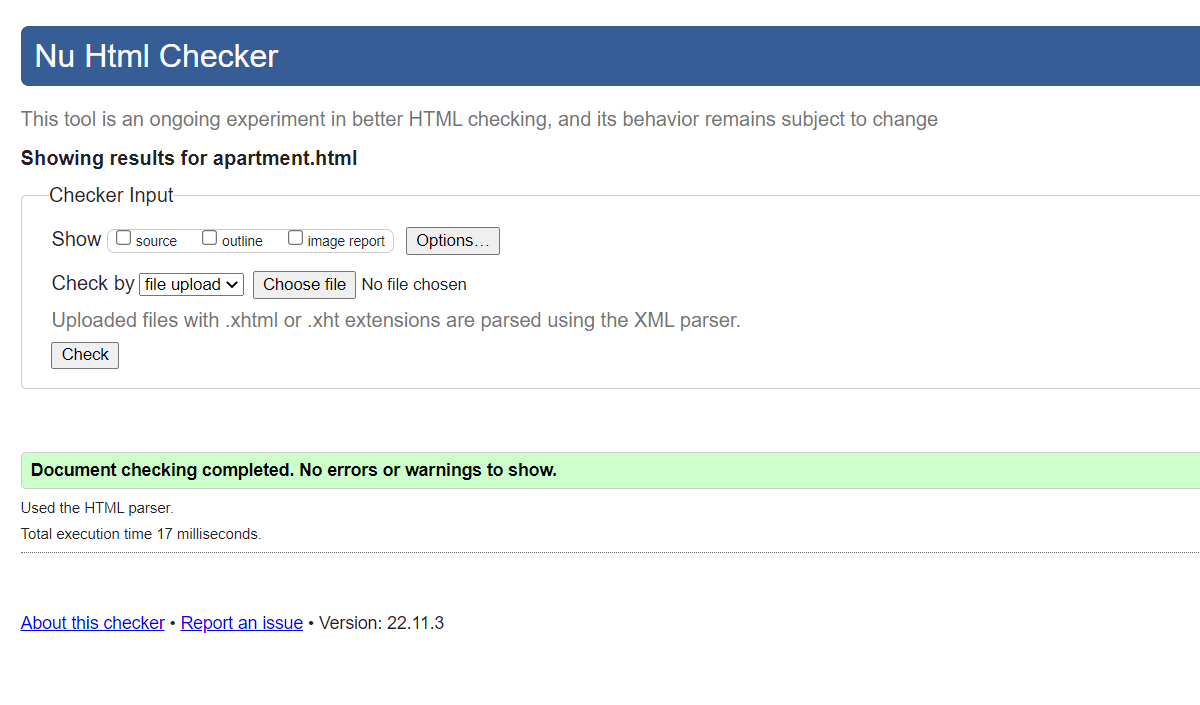 Nu Html Checker
This tool is an ongoing experiment in better HTML checking, and its behavior remains subject to change
Showing results for apartment.html
Checker Input
Show source outline image report Options...
Check by file upload Choose file No file chosen
Uploaded files with .xhtml or .xht extensions are parsed using the XML parser.
Check
Document checking completed. No errors or warnings to show.
Used the HTML parser.
Total execution time 17 milliseconds.
About this checker • Report an issue • Version: 22.11.3